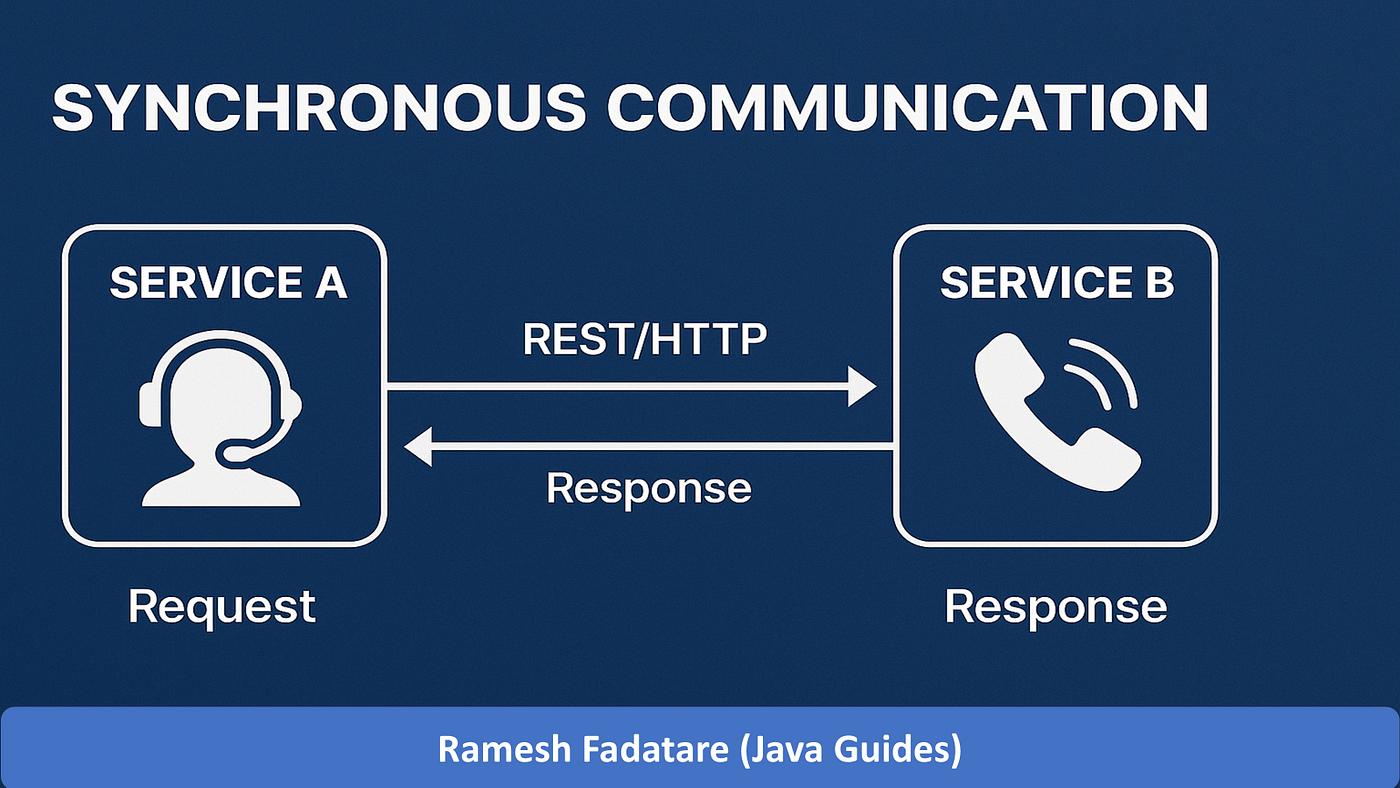 SYNCHRONOUS COMMUNICATION
SERVICE A
SERVICE B
REST/HTTP
Response
Request
Response
Ramesh Fadatare (Java Guides)